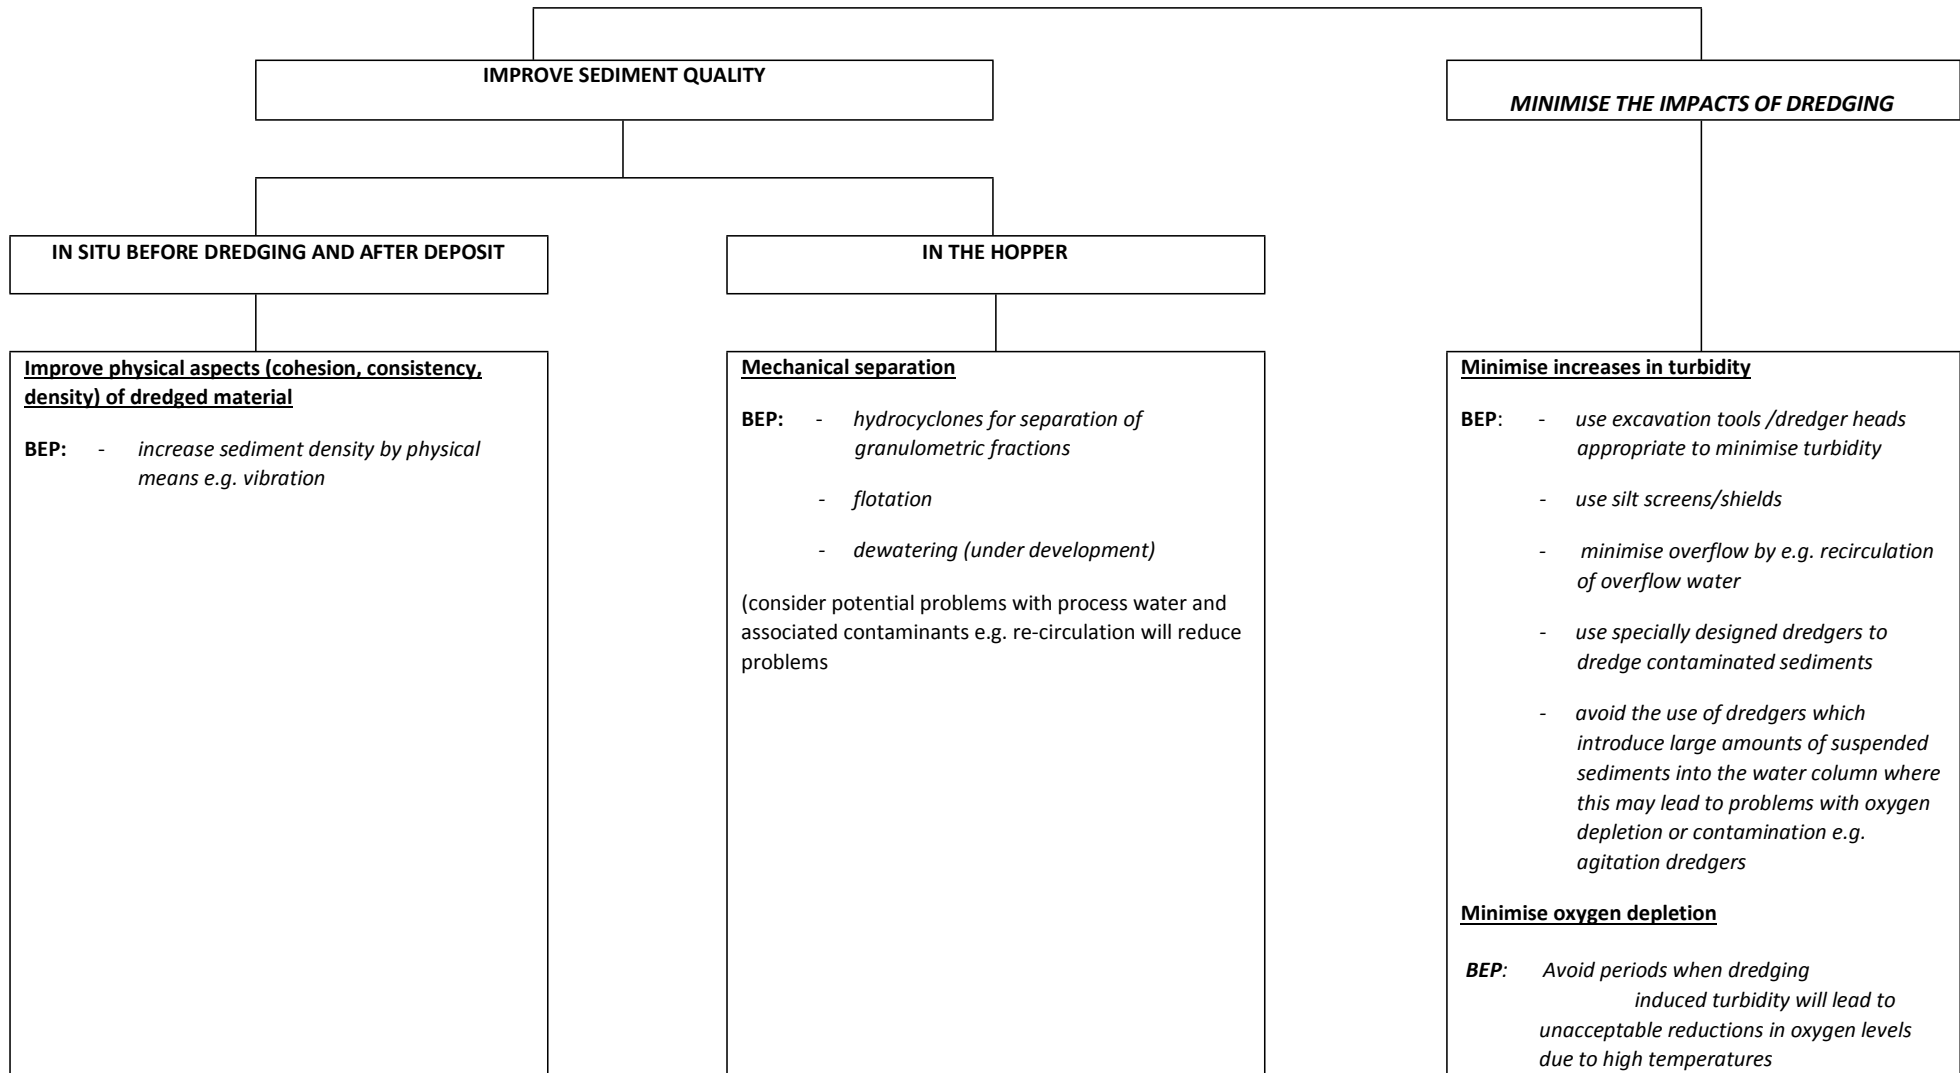 IMPROVE SEDIMENT QUALITY
MINIMISE THE IMPACTS OF DREDGING
IN SITU BEFORE DREDGING AND AFTER DEPOSIT
IN THE HOPPER
Improve physical aspects (cohesion, consistency,
density) of dredged material
BEP: - increase sediment density by physical
means e.g. vibration
Mechanical separation
BEP: - hydrocyclones for separation of
granulometric fractions
- flotation
- dewatering (under development)
(consider potential problems with process water and
associated contaminants e.g. re-circulation will reduce
problems
Minimise increases in turbidity
BEP: - use excavation tools /dredger heads
appropriate to minimise turbidity
- use silt screens/shields
- minimise overflow by e.g. recirculation
of overflow water
- use specially designed dredgers to
dredge contaminated sediments
- avoid the use of dredgers which
introduce large amounts of suspended
sediments into the water column where
this may lead to problems with oxygen
depletion or contamination e.g.
agitation dredgers
Minimise oxygen depletion
BEP: Avoid periods when dredging
induced turbidity will lead to
unacceptable reductions in oxygen levels
due to high temperatures